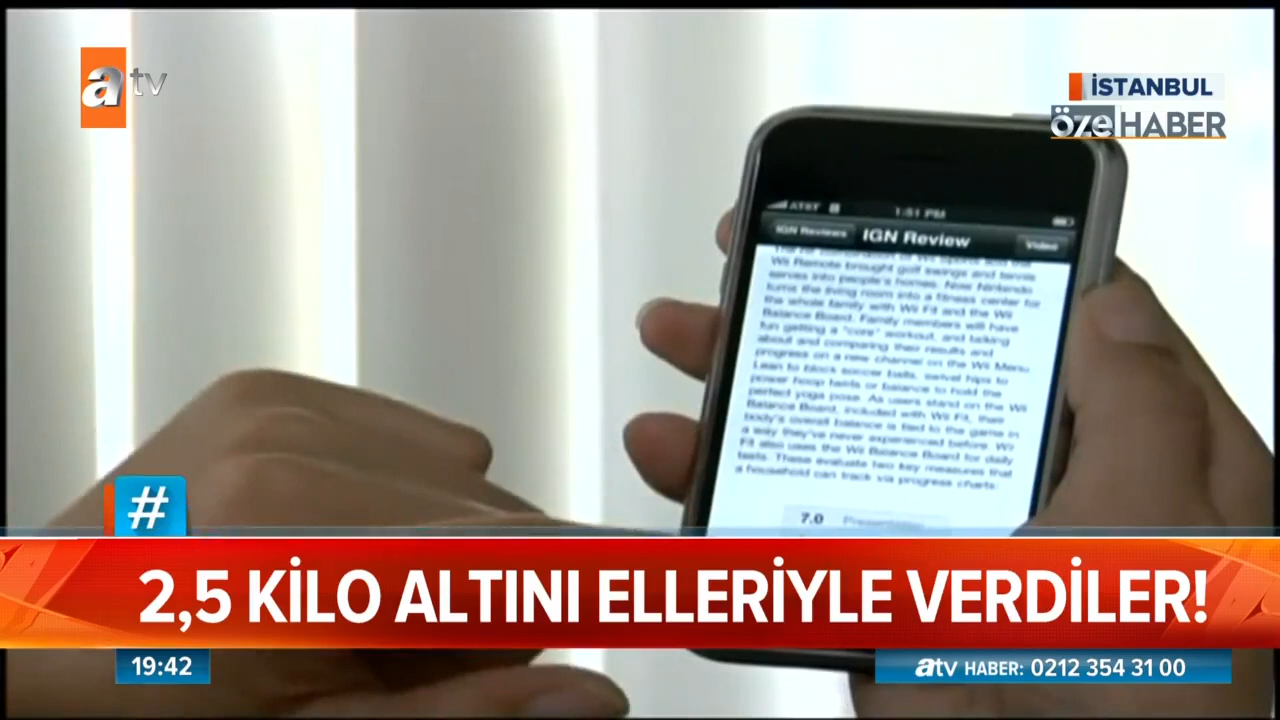 atv
İSTANBUL
öze HABER
AT&T
1:51 PM
IGN Reviews
IGN Review
Video
Wii Remote brought golf swings and tennis
serves into people's homes. Now Nintendo
turns the living room into a fitness center for
the whole family with Wii Fit and the Wii
Balance Board. Family members will have
fun getting a "core" workout, and talking
about and comparing their results and
progress on a new channel on the Wii Menu
Lean to block soccer balls, swivel hips to
power hoop twirls or balance to hold the
perfect yoga pose. As users stand on the Wii
Balance Board, included with Wii Fit, their
body's overall balance is tied to the game in
a way they've never experienced before. Wii
Fit also uses the Wii Balance Board for daily
tests. These evaluate two key measures that
a household can track via progress charts:
7.0
#
2,5 KİLO ALTINI ELLERİYLE VERDİLER!
19:42
atv HABER: 0212 354 31 00